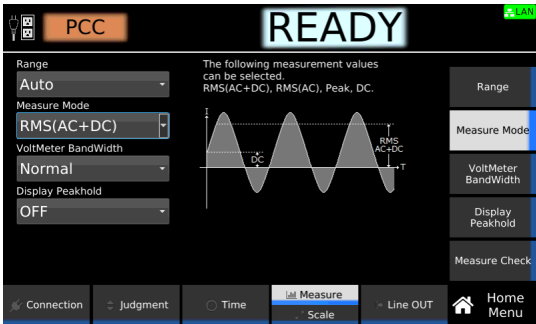 PCC
READY
LAN
Range
Auto
Measure Mode
RMS(AC+DC)
VoltMeter BandWidth
Normal
Display Peakhold
OFF
The following measurement values
can be selected.
RMS(AC+DC), RMS(AC), Peak, DC.
I
DC
RMS
AC+DC
T
Range
Measure Mode
VoltMeter
BandWidth
Display
Peakhold
Measure Check
Connection
Judgment
Time
Measure
Scale
Line OUT
Home
Menu